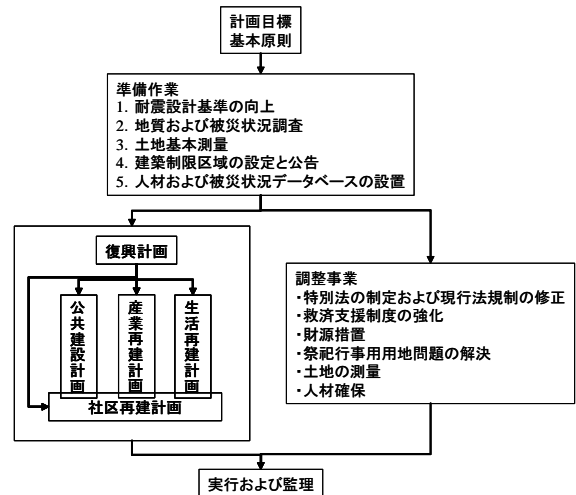 計画目標
基本原則
準備作業
1. 耐震設計基準の向上
2. 地質および被災状況調査
3. 土地基本測量
4. 建築制限区域の設定と公告
5. 人材および被災状況データベースの設置
復興計画
公共建設計画
産業再建計画
生活再建計画
社区再建計画
調整事業
・特別法の制定および現行法規制の修正
・救済支援制度の強化
・財源措置
・祭祀行事用用地問題の解決
・土地の測量
・人材確保
実行および監理